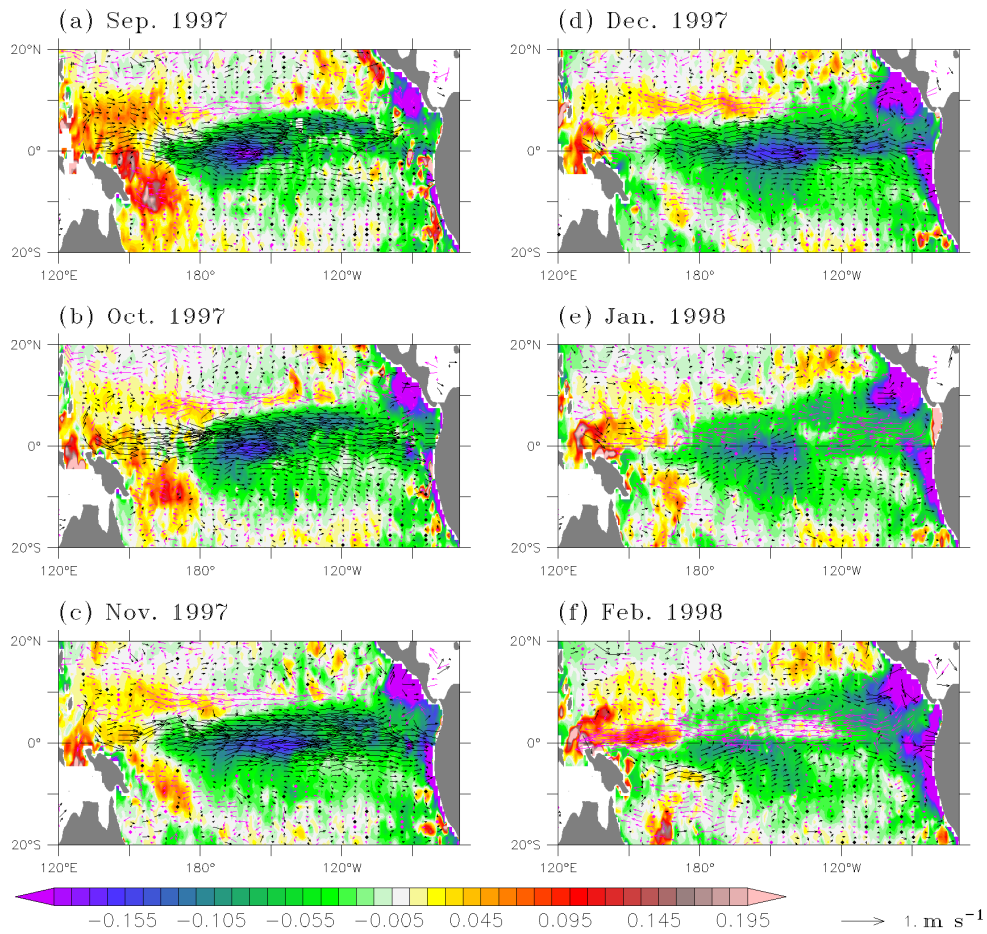 (a) Sep. 1997
20°N
0°
20°S
120°E 180° 120°W
(b) Oct. 1997
20°N
0°
20°S
120°E 180° 120°W
(c) Nov. 1997
20°N
0°
20°S
120°E 180° 120°W
(d) Dec. 1997
20°N
0°
20°S
120°E 180° 120°W
(e) Jan. 1998
20°N
0°
20°S
120°E 180° 120°W
(f) Feb. 1998
20°N
0°
20°S
120°E 180° 120°W
−0.155 −0.105 −0.055 −0.005 0.045 0.095 0.145 0.195
1. m s⁻¹